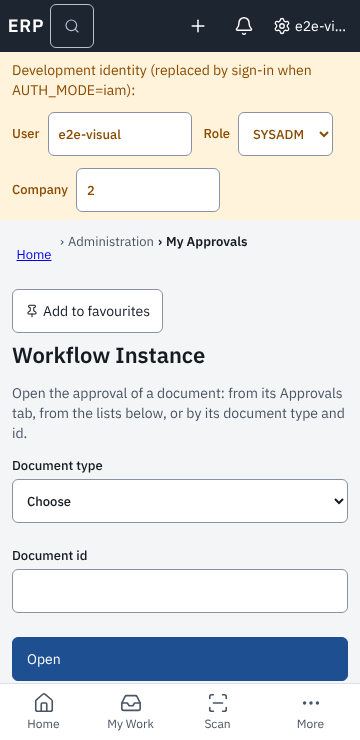 ERP
e2e-vi...
Development identity (replaced by sign-in when
AUTH_MODE=iam):
User
e2e-visual
Role
SYSADM
Company
2
Home
› Administration › My Approvals
Add to favourites
Workflow Instance
Open the approval of a document: from its Approvals
tab, from the lists below, or by its document type and
id.
Document type
Choose
Document id
Open
Home
My Work
Scan
More